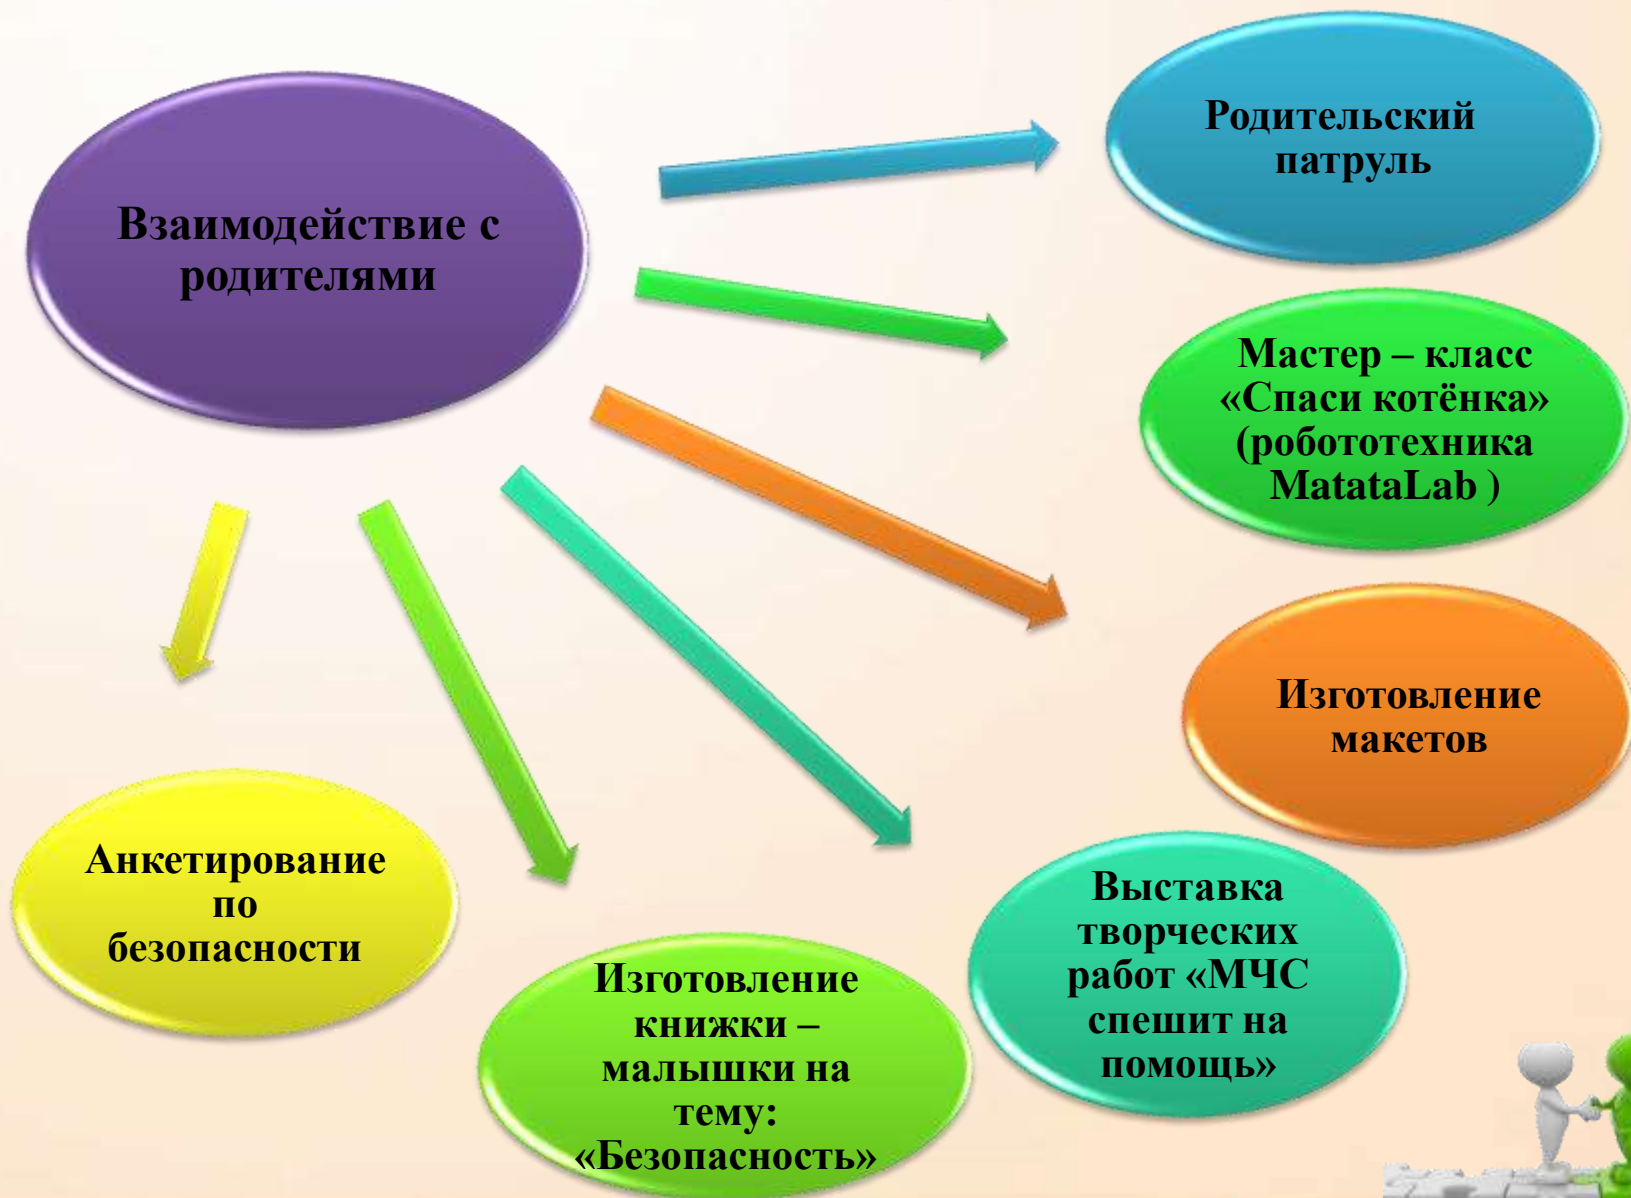 Взаимодействие с
родителями
Родительский
патруль
Мастер – класс
«Спаси котёнка»
(робототехника
MatataLab )
Изготовление
макетов
Выставка
творческих
работ «МЧС
спешит на
помощь»
Изготовление
книжки –
малышки на
тему:
«Безопасность»
Анкетирование
по
безопасности